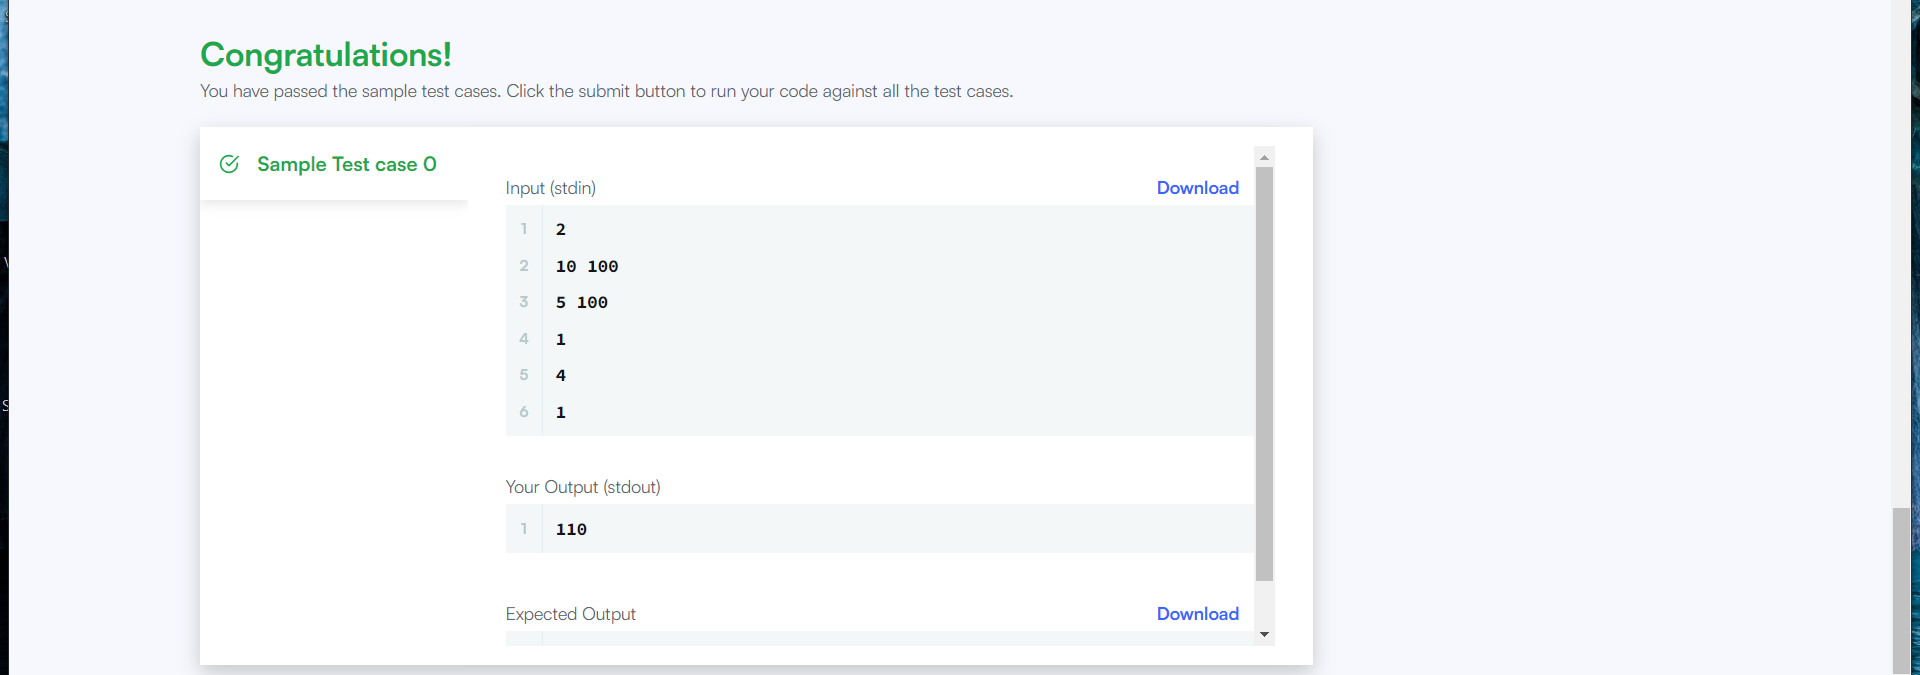 Congratulations!
You have passed the sample test cases. Click the submit button to run your code against all the test cases.
Sample Test case 0
Input (stdin)
Download
1 2
2 10 100
3 5 100
4 1
5 4
6 1
Your Output (stdout)
1 110
Expected Output
Download